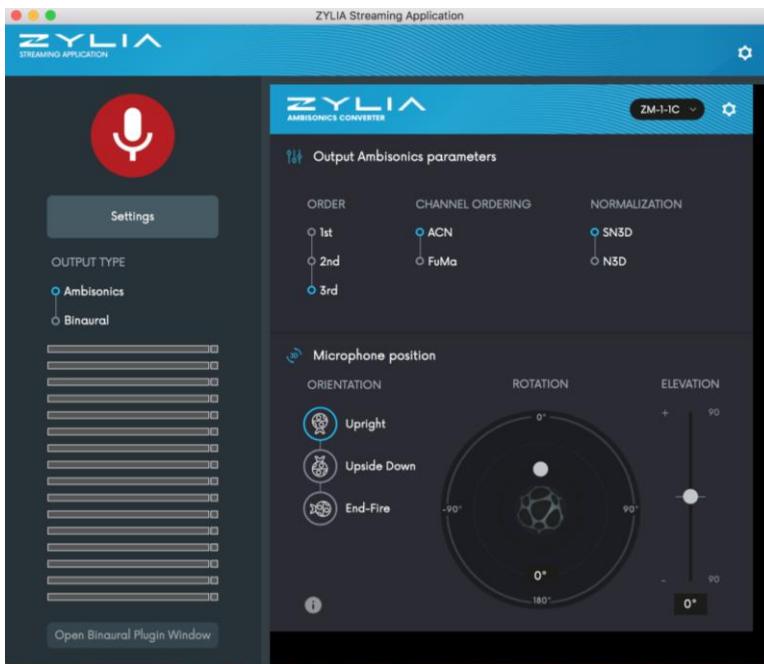 ZYLIA Streaming Application
ZYLIA
STREAMING APPLICATION
Settings
OUTPUT TYPE
Ambisonics
Binaural
Open Binaural Plugin Window
ZYLIA
AMBISONICS CONVERTER
ZM-1-1C
Output Ambisonics parameters
ORDER
1st
2nd
3rd
CHANNEL ORDERING
ACN
FuMa
NORMALIZATION
SN3D
N3D
3D
Microphone position
ORIENTATION
Upright
Upside Down
End-Fire
i
ROTATION
0°
-90°
90°
0°
180°
ELEVATION
+ 90
- 90
0°